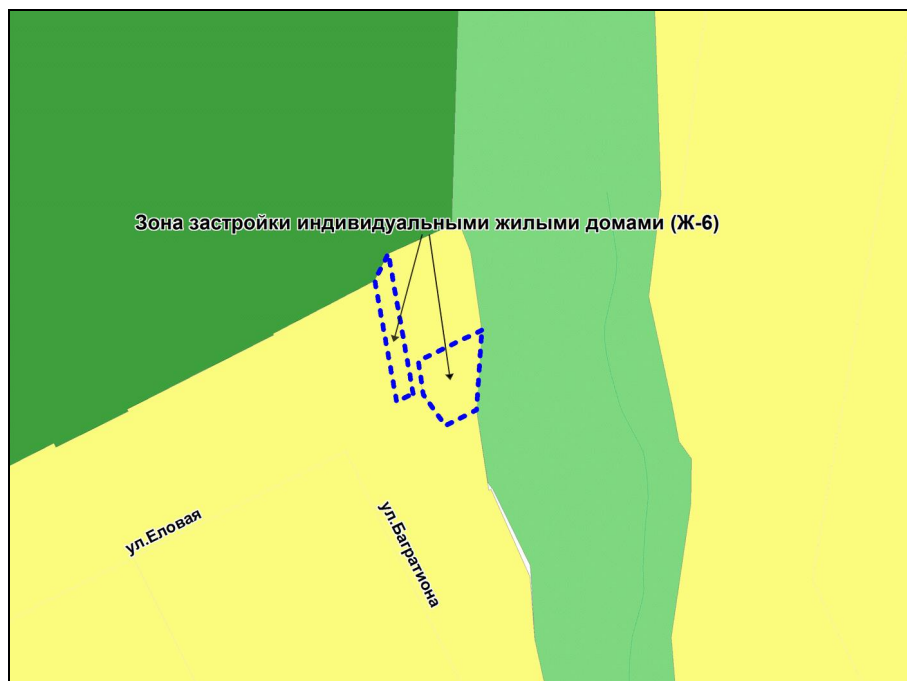 Зона застройки индивидуальными жилыми домами (Ж-6)
ул.Еловая
ул.Багратиона